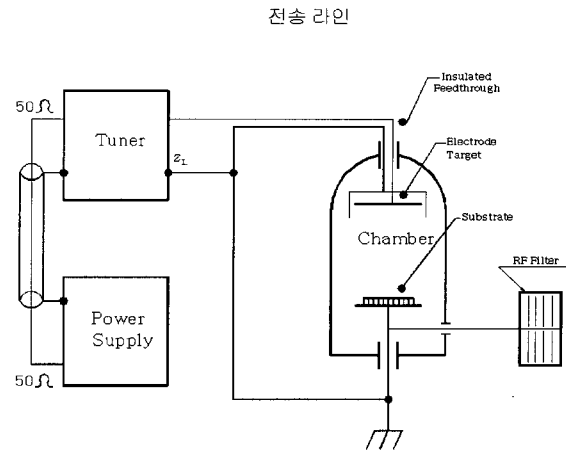 전송 라인
Insulated
Feedthrough
50Ω
Tuner
Z_L
Electrode
Target
Chamber
Substrate
RF Filter
Power
Supply
50Ω